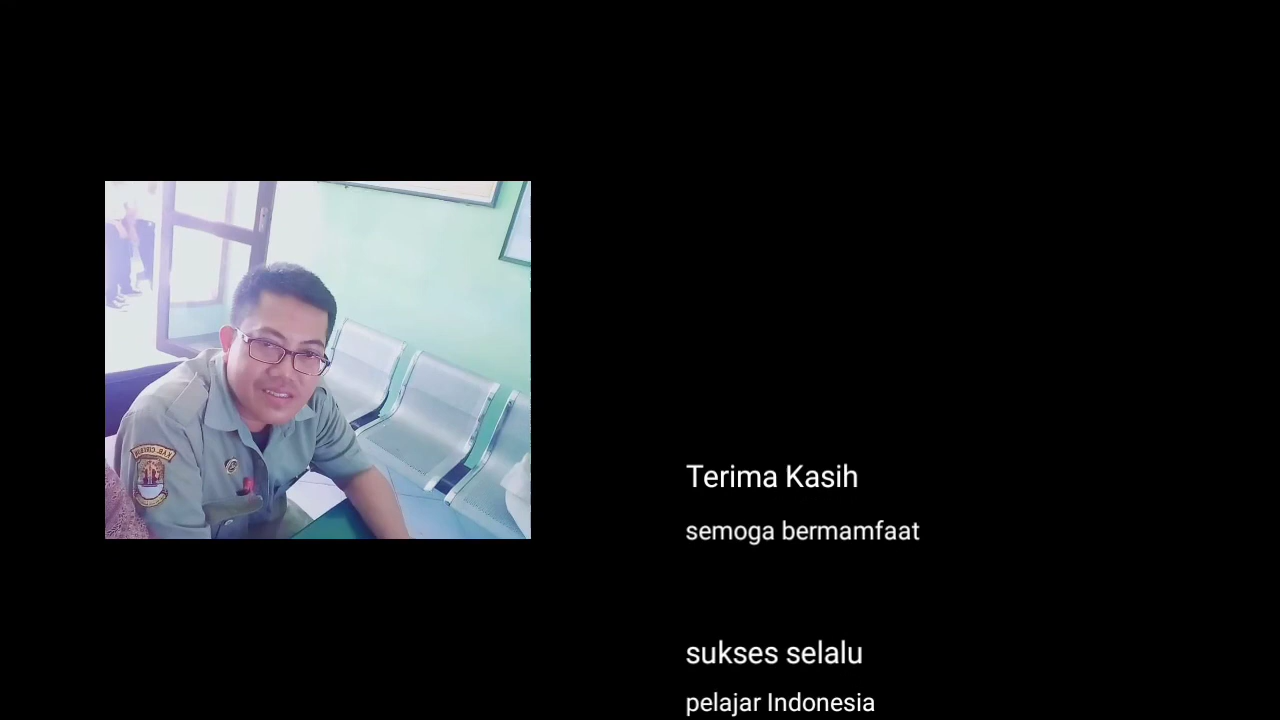 Terima Kasih
semoga bermamfaat
sukses selalu
pelajar Indonesia